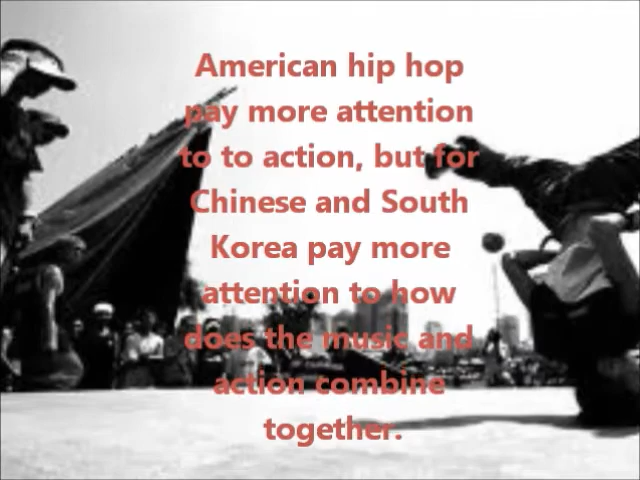 American hip hop
pay more attention
to to action, but for
Chinese and South
Korea pay more
attention to how
does the music and
action combine
together.